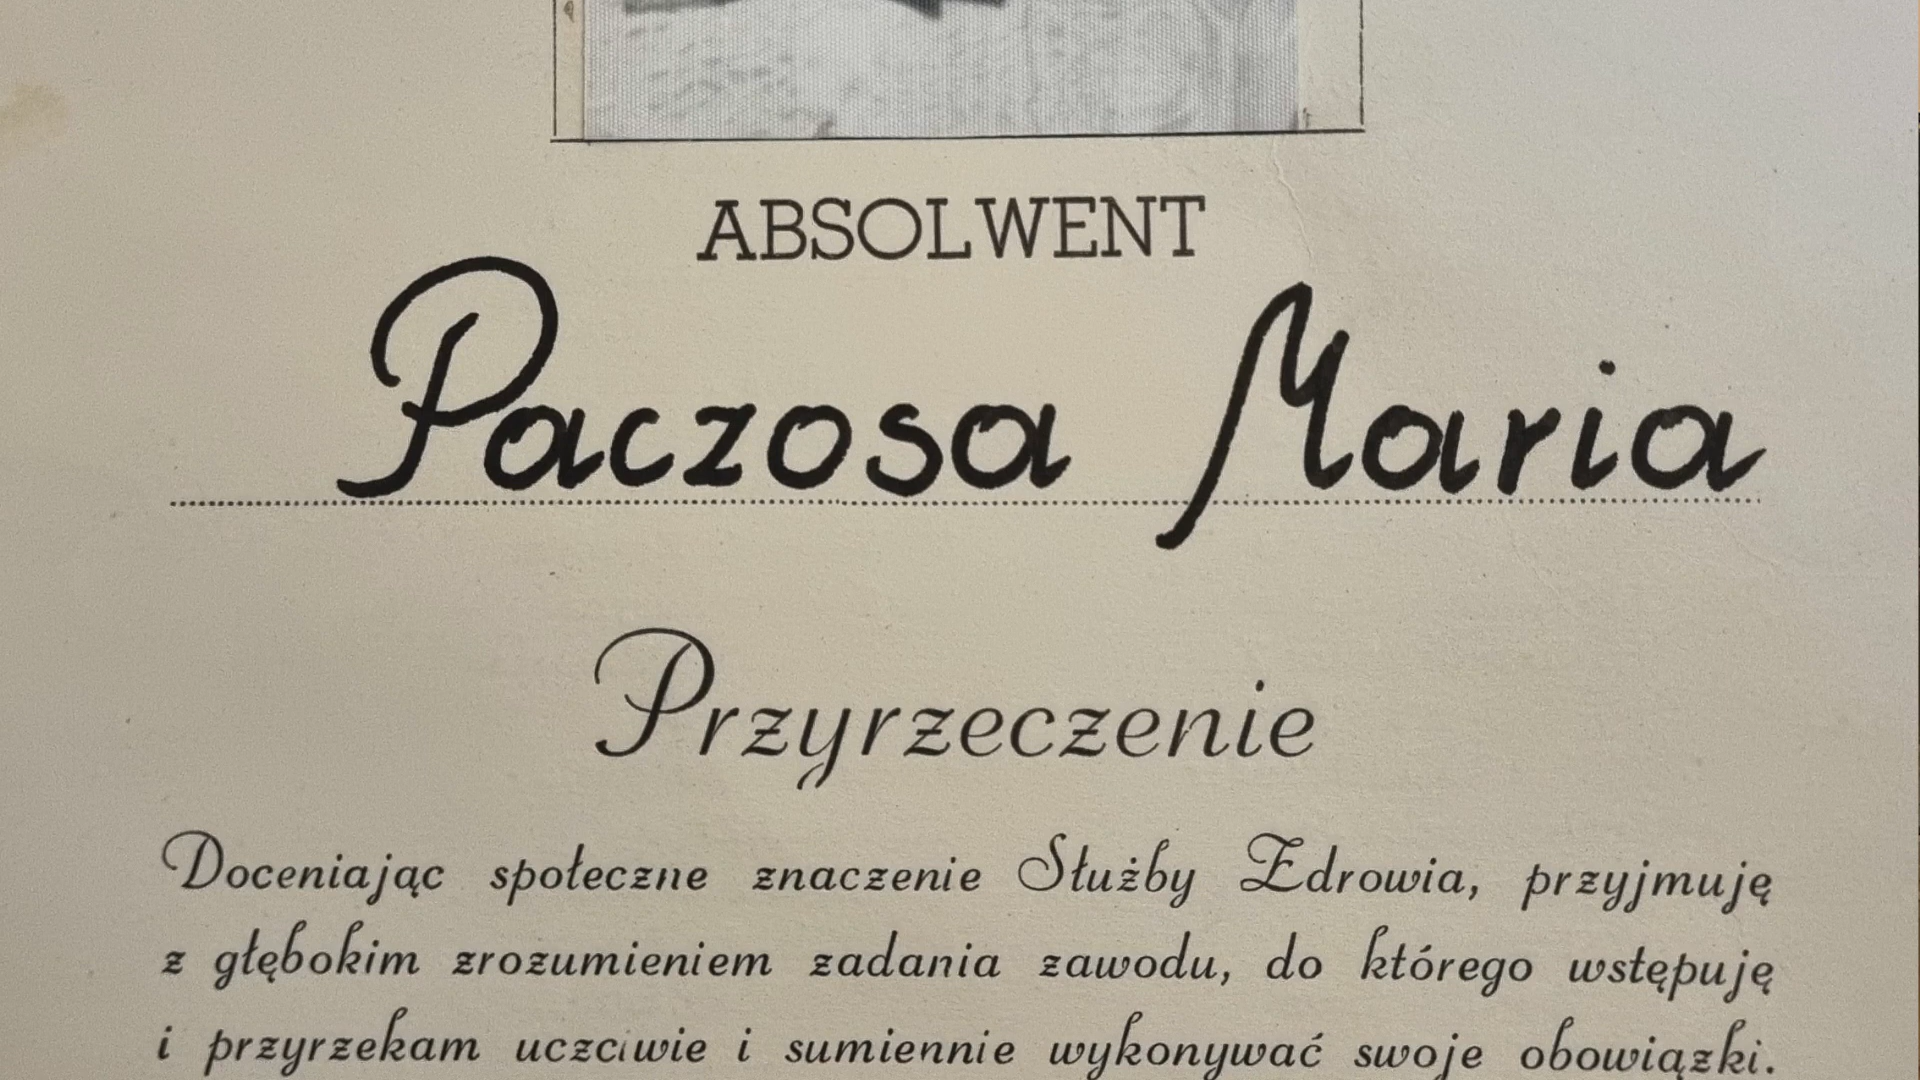 ABSOLWENT
Paczosa Maria
Przyrzeczenie
Doceniając społeczne znaczenie Służby Zdrowia, przyjmuję
z głębokim zrozumieniem zadania zawodu, do którego wstępuję
i przyrzekam uczciwie i sumiennie wykonywać swoje obowiązki.